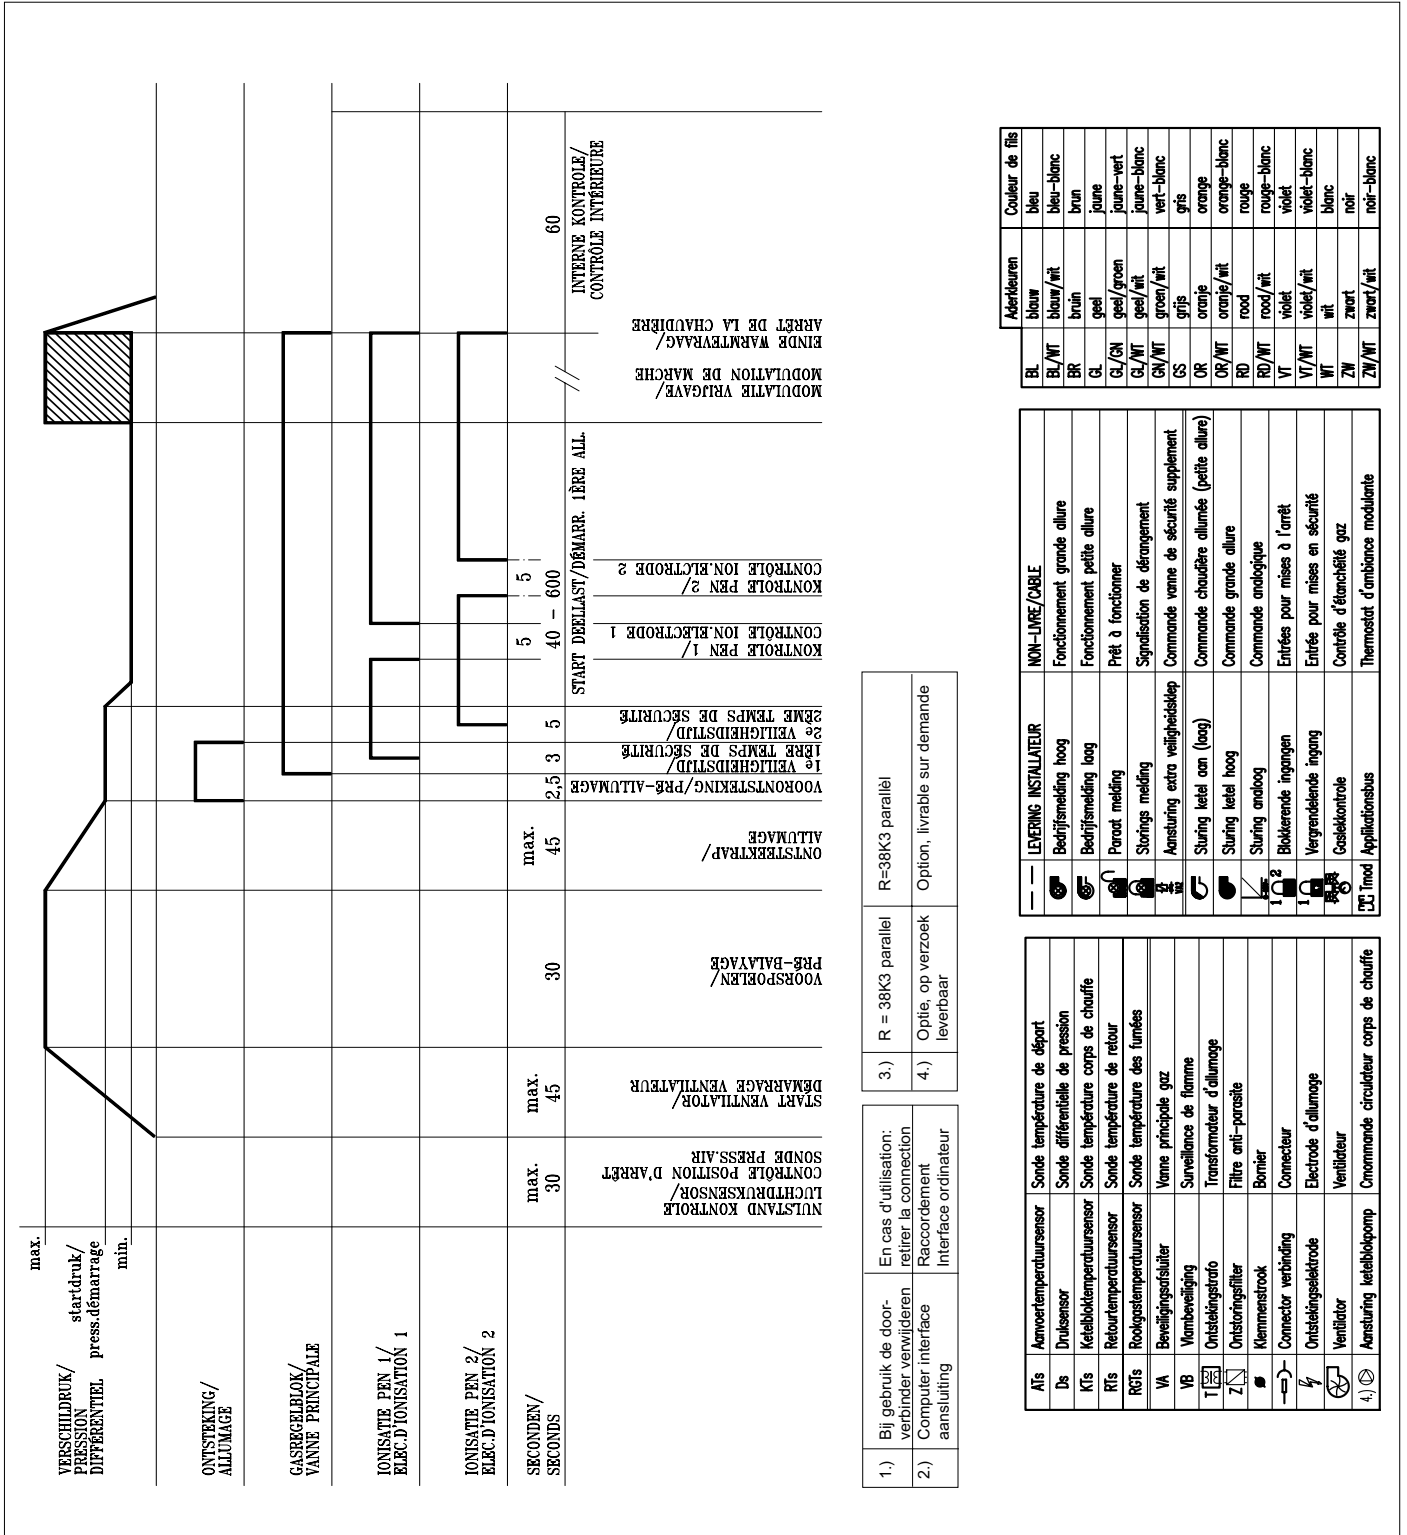 VERSCHILDRUK/
PRESSION
DIFFÉRENTIEL
max.
startdruk/
press.démarrage
min.
ONTSTEKING/
ALLUMAGE
GASREGELBLOK/
VANNE PRINCIPALE
IONISATIE PEN 1/
ELEC.D'IONISATION 1
IONISATIE PEN 2/
ELEC.D'IONISATION 2
SECONDEN/
SECONDS
max.
30
max.
45
30
max.
45
2,5
3
5
5
40 - 600
5
60
NULSTAND KONTROLE
LUCHTDRUKSENSOR/
CONTRÔLE POSITION D'ARRÊT
SONDE PRESS.AIR
START VENTILATOR/
DÉMARRAGE VENTILATEUR
VOORSPOELEN/
PRÉ-BALAYAGE
ONTSTEEKTRAP/
ALLUMAGE
VOORONTSTEKING/PRÉ-ALLUMAGE
1e VEILIGHEIDSTIJD/
1ÈRE TEMPS DE SÉCURITÉ
2e VEILIGHEIDSTIJD/
2ÈME TEMPS DE SÉCURITÉ
START DEELLAST/DÉMARR. 1ÈRE ALL.
KONTROLE PEN 1/
CONTRÔLE ION.ELECTRODE 1
KONTROLE PEN 2/
CONTRÔLE ION.ELCTRODE 2
MODULATIE VRIJGAVE/
MODULATION DE MARCHE
EINDE WARMTEVRAAG/
ARRÊT DE LA CHAUDIÈRE
INTERNE KONTROLE/
CONTRÔLE INTÉRIEURE
1.) Bij gebruik de door- En cas d'utilisation:
verbinder verwijderen retirer la connection
2.) Computer interface Raccordement
aansluiting Interface ordinateur
3.) R = 38K3 parallel R=38K3 parallèl
4.) Optie, op verzoek Option, livrable sur demande
leverbaar
ATs Aanvoertemperatuursensor Sonde température de départ
Ds Druksensor Sonde différentielle de pression
KTs Ketelbloktemperatuursensor Sonde température corps de chauffe
RTs Retourtemperatuursensor Sonde température de retour
RGTs Rookgastemperatuursensor Sonde température des fumées
VA Beveiligingsafsluiter Vanne principale gaz
VB Vlambeveiliging Surveillance de flamme
T Ontstekingstrafo Transformateur d'allumage
Z Ontstoringsfilter Filtre anti-parasite
Klemmenstrook Bornier
Connector verbinding Connecteur
Ontstekingselektrode Electrode d'allumage
Ventilator Ventilateur
4.) Aansturing ketelblokpomp Cmommande circulateur corps de chauffe
LEVERING INSTALLATEUR NON-LIVRE/CABLE
Bedrijfsmelding hoog Fonctionnement grande allure
Bedrijfsmelding laag Fonctionnement petite allure
Paraat melding Prêt à fonctionner
Storings melding Signalisation de dérangement
Aansturing extra veiligheidsklep Commande vanne de sécurité supplement
Sturing ketel aan (laag) Commande chaudière allumée (petite allure)
Sturing ketel hoog Commande grande allure
Sturing analoog Commande analogique
1 2 Blokkerende ingangen Entrées pour mises à l'arrêt
1 Vergrendelende ingang Entrée pour mises en sécurité
Gaslekkontrole Contrôle d'étanchéité gaz
Tmod Applikationsbus Thermostat d'ambiance modulante
Aderkleuren Couleur de fils
BL blauw bleu
BL/WT blauw/wit bleu-blanc
BR bruin brun
GL geel jaune
GL/GN geel/groen jaune-vert
GL/WT geel/wit jaune-blanc
GN/WT groen/wit vert-blanc
GS grijs gris
OR oranje orange
OR/WT oranje/wit orange-blanc
RD rood rouge
RD/WT rood/wit rouge-blanc
VT violet violet
VT/WT violet/wit violet-blanc
WT wit blanc
ZW zwart noir
ZW/WT zwart/wit noir-blanc